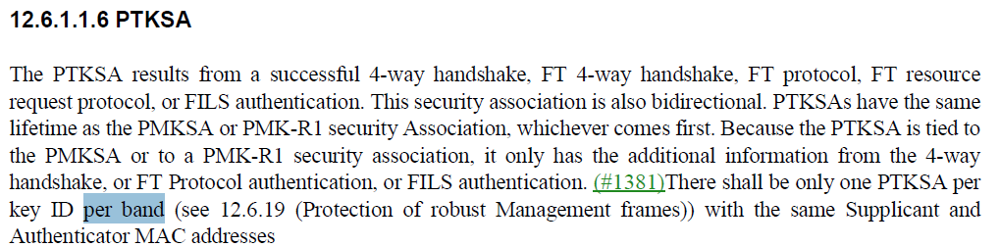 12.6.1.1.6 PTKSA
The PTKSA results from a successful 4-way handshake, FT 4-way handshake, FT protocol, FT resource
request protocol, or FILS authentication. This security association is also bidirectional. PTKSAs have the same
lifetime as the PMKSA or PMK-R1 security Association, whichever comes first. Because the PTKSA is tied to
the PMKSA or to a PMK-R1 security association, it only has the additional information from the 4-way
handshake, or FT Protocol authentication, or FILS authentication. (#1381)There shall be only one PTKSA per
key ID per band (see 12.6.19 (Protection of robust Management frames)) with the same Supplicant and
Authenticator MAC addresses